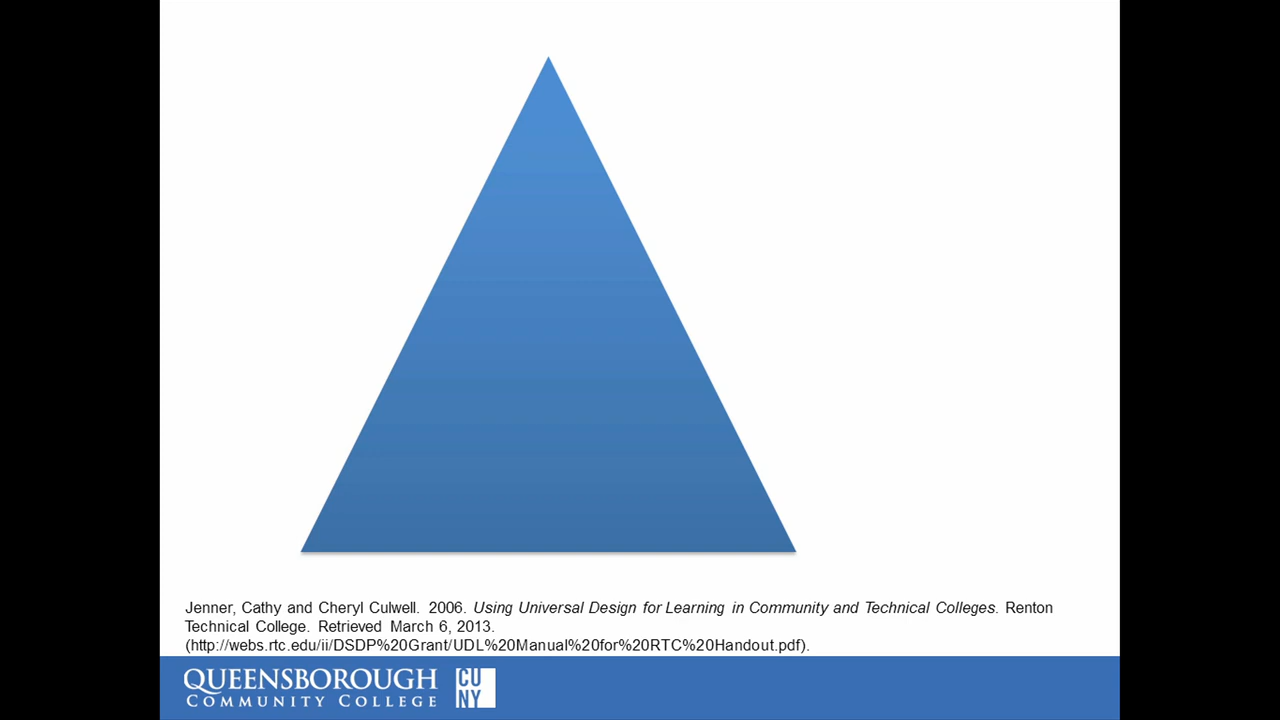 Jenner, Cathy and Cheryl Culwell. 2006. Using Universal Design for Learning in Community and Technical Colleges. Renton
Technical College. Retrieved March 6, 2013.
(http://webs.rtc.edu/ii/DSDP%20Grant/UDL%20Manual%20for%20RTC%20Handout.pdf).
QUEENSBOROUGH
COMMUNITY COLLEGE
CU
NY